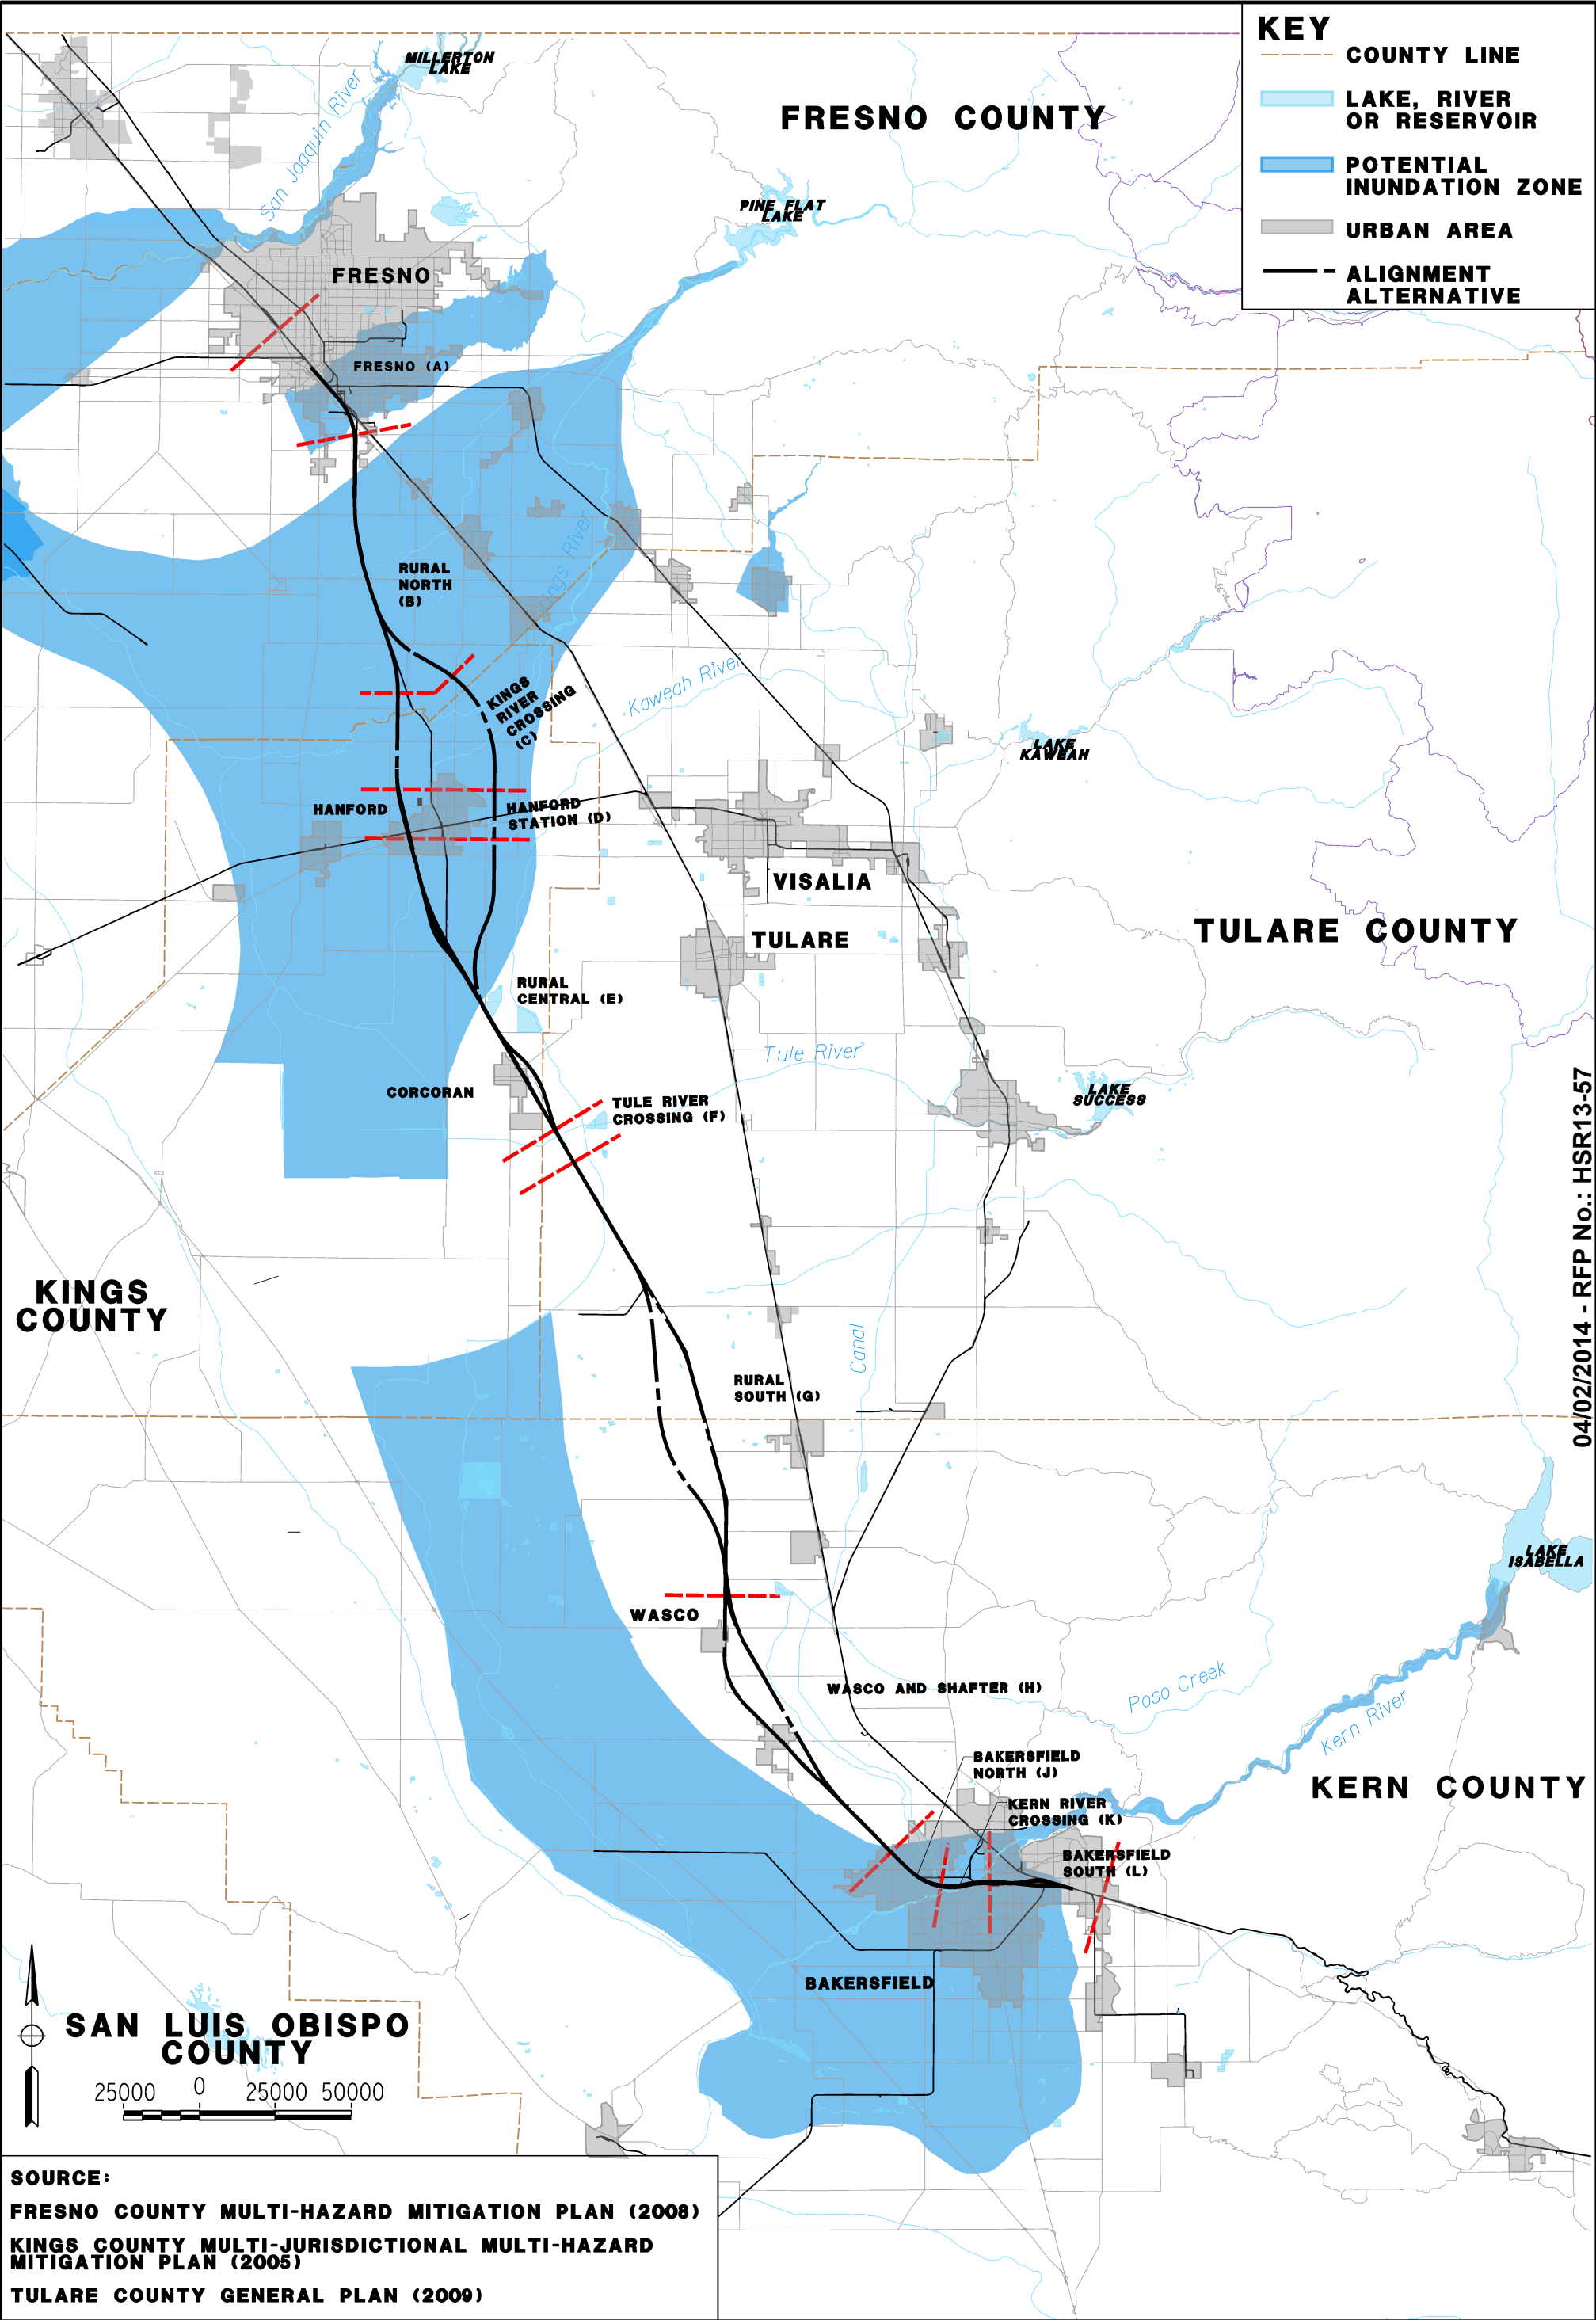 KEY
COUNTY LINE
LAKE, RIVER
OR RESERVOIR
POTENTIAL
INUNDATION ZONE
URBAN AREA
ALIGNMENT
ALTERNATIVE
MILLERTON
LAKE
FRESNO COUNTY
San Joaquin River
PINE FLAT
LAKE
FRESNO
FRESNO (A)
RURAL
NORTH
(B)
Kings River
KINGS
RIVER
CROSSING
(C)
Kaweah River
LAKE
KAWEAH
HANFORD
HANFORD
STATION (D)
VISALIA
TULARE
TULARE COUNTY
RURAL
CENTRAL (E)
Tule River
CORCORAN
TULE RIVER
CROSSING (F)
LAKE
SUCCESS
KINGS
COUNTY
Canal
RURAL
SOUTH (G)
04/02/2014 - RFP No.: HSR13-57
LAKE
ISABELLA
WASCO
WASCO AND SHAFTER (H)
Poso Creek
Kern River
BAKERSFIELD
NORTH (J)
KERN COUNTY
KERN RIVER
CROSSING (K)
BAKERSFIELD
SOUTH (L)
BAKERSFIELD
SAN LUIS OBISPO
COUNTY
25000 0 25000 50000
SOURCE:
FRESNO COUNTY MULTI-HAZARD MITIGATION PLAN (2008)
KINGS COUNTY MULTI-JURISDICTIONAL MULTI-HAZARD
MITIGATION PLAN (2005)
TULARE COUNTY GENERAL PLAN (2009)